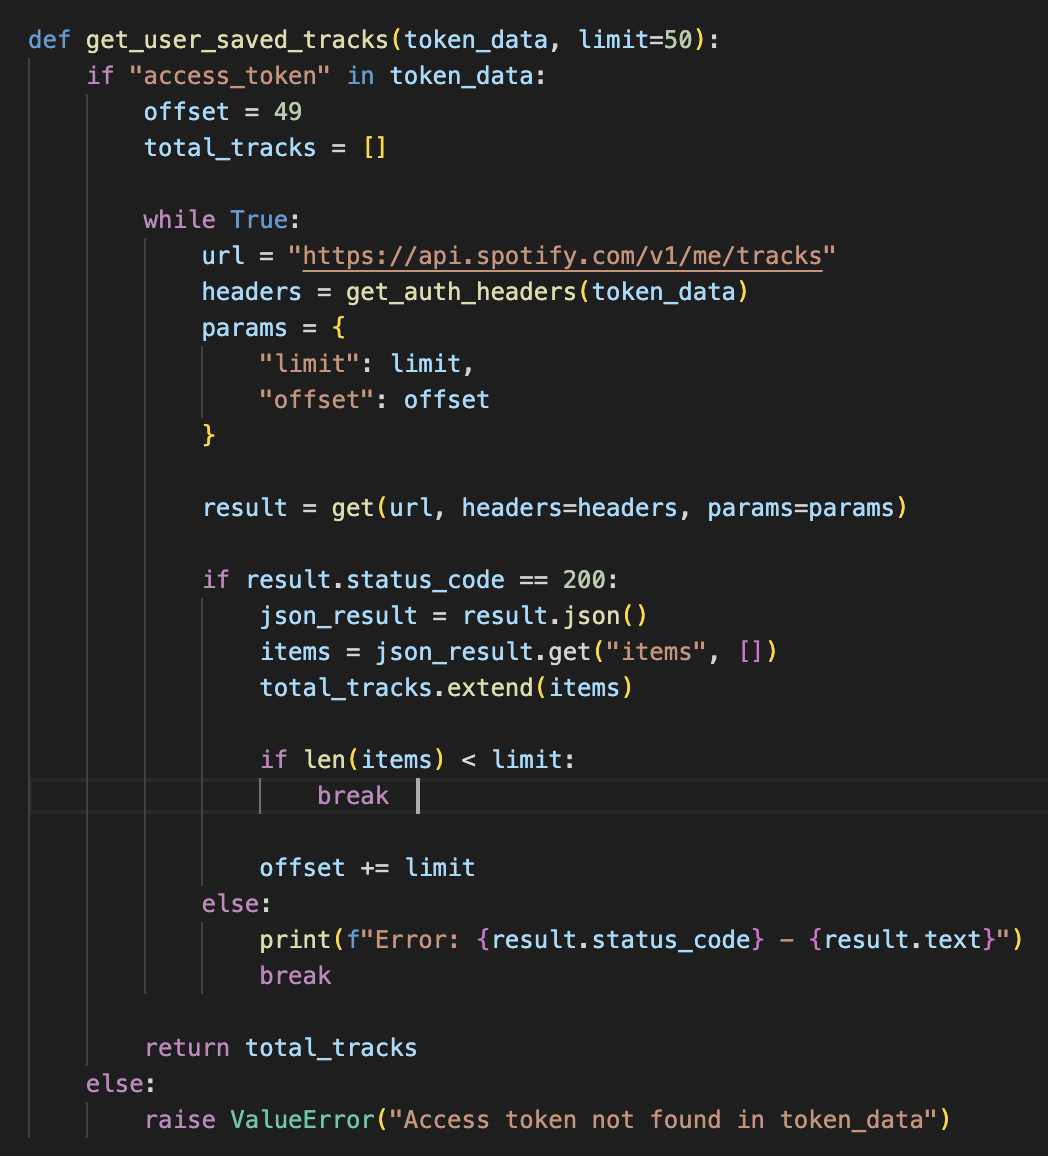 def get_user_saved_tracks(token_data, limit=50):
    if "access_token" in token_data:
        offset = 49
        total_tracks = []

        while True:
            url = "https://api.spotify.com/v1/me/tracks"
            headers = get_auth_headers(token_data)
            params = {
                "limit": limit,
                "offset": offset
            }

            result = get(url, headers=headers, params=params)

            if result.status_code == 200:
                json_result = result.json()
                items = json_result.get("items", [])
                total_tracks.extend(items)

                if len(items) < limit:
                    break

                offset += limit
            else:
                print(f"Error: {result.status_code} - {result.text}")
                break

        return total_tracks
    else:
        raise ValueError("Access token not found in token_data")